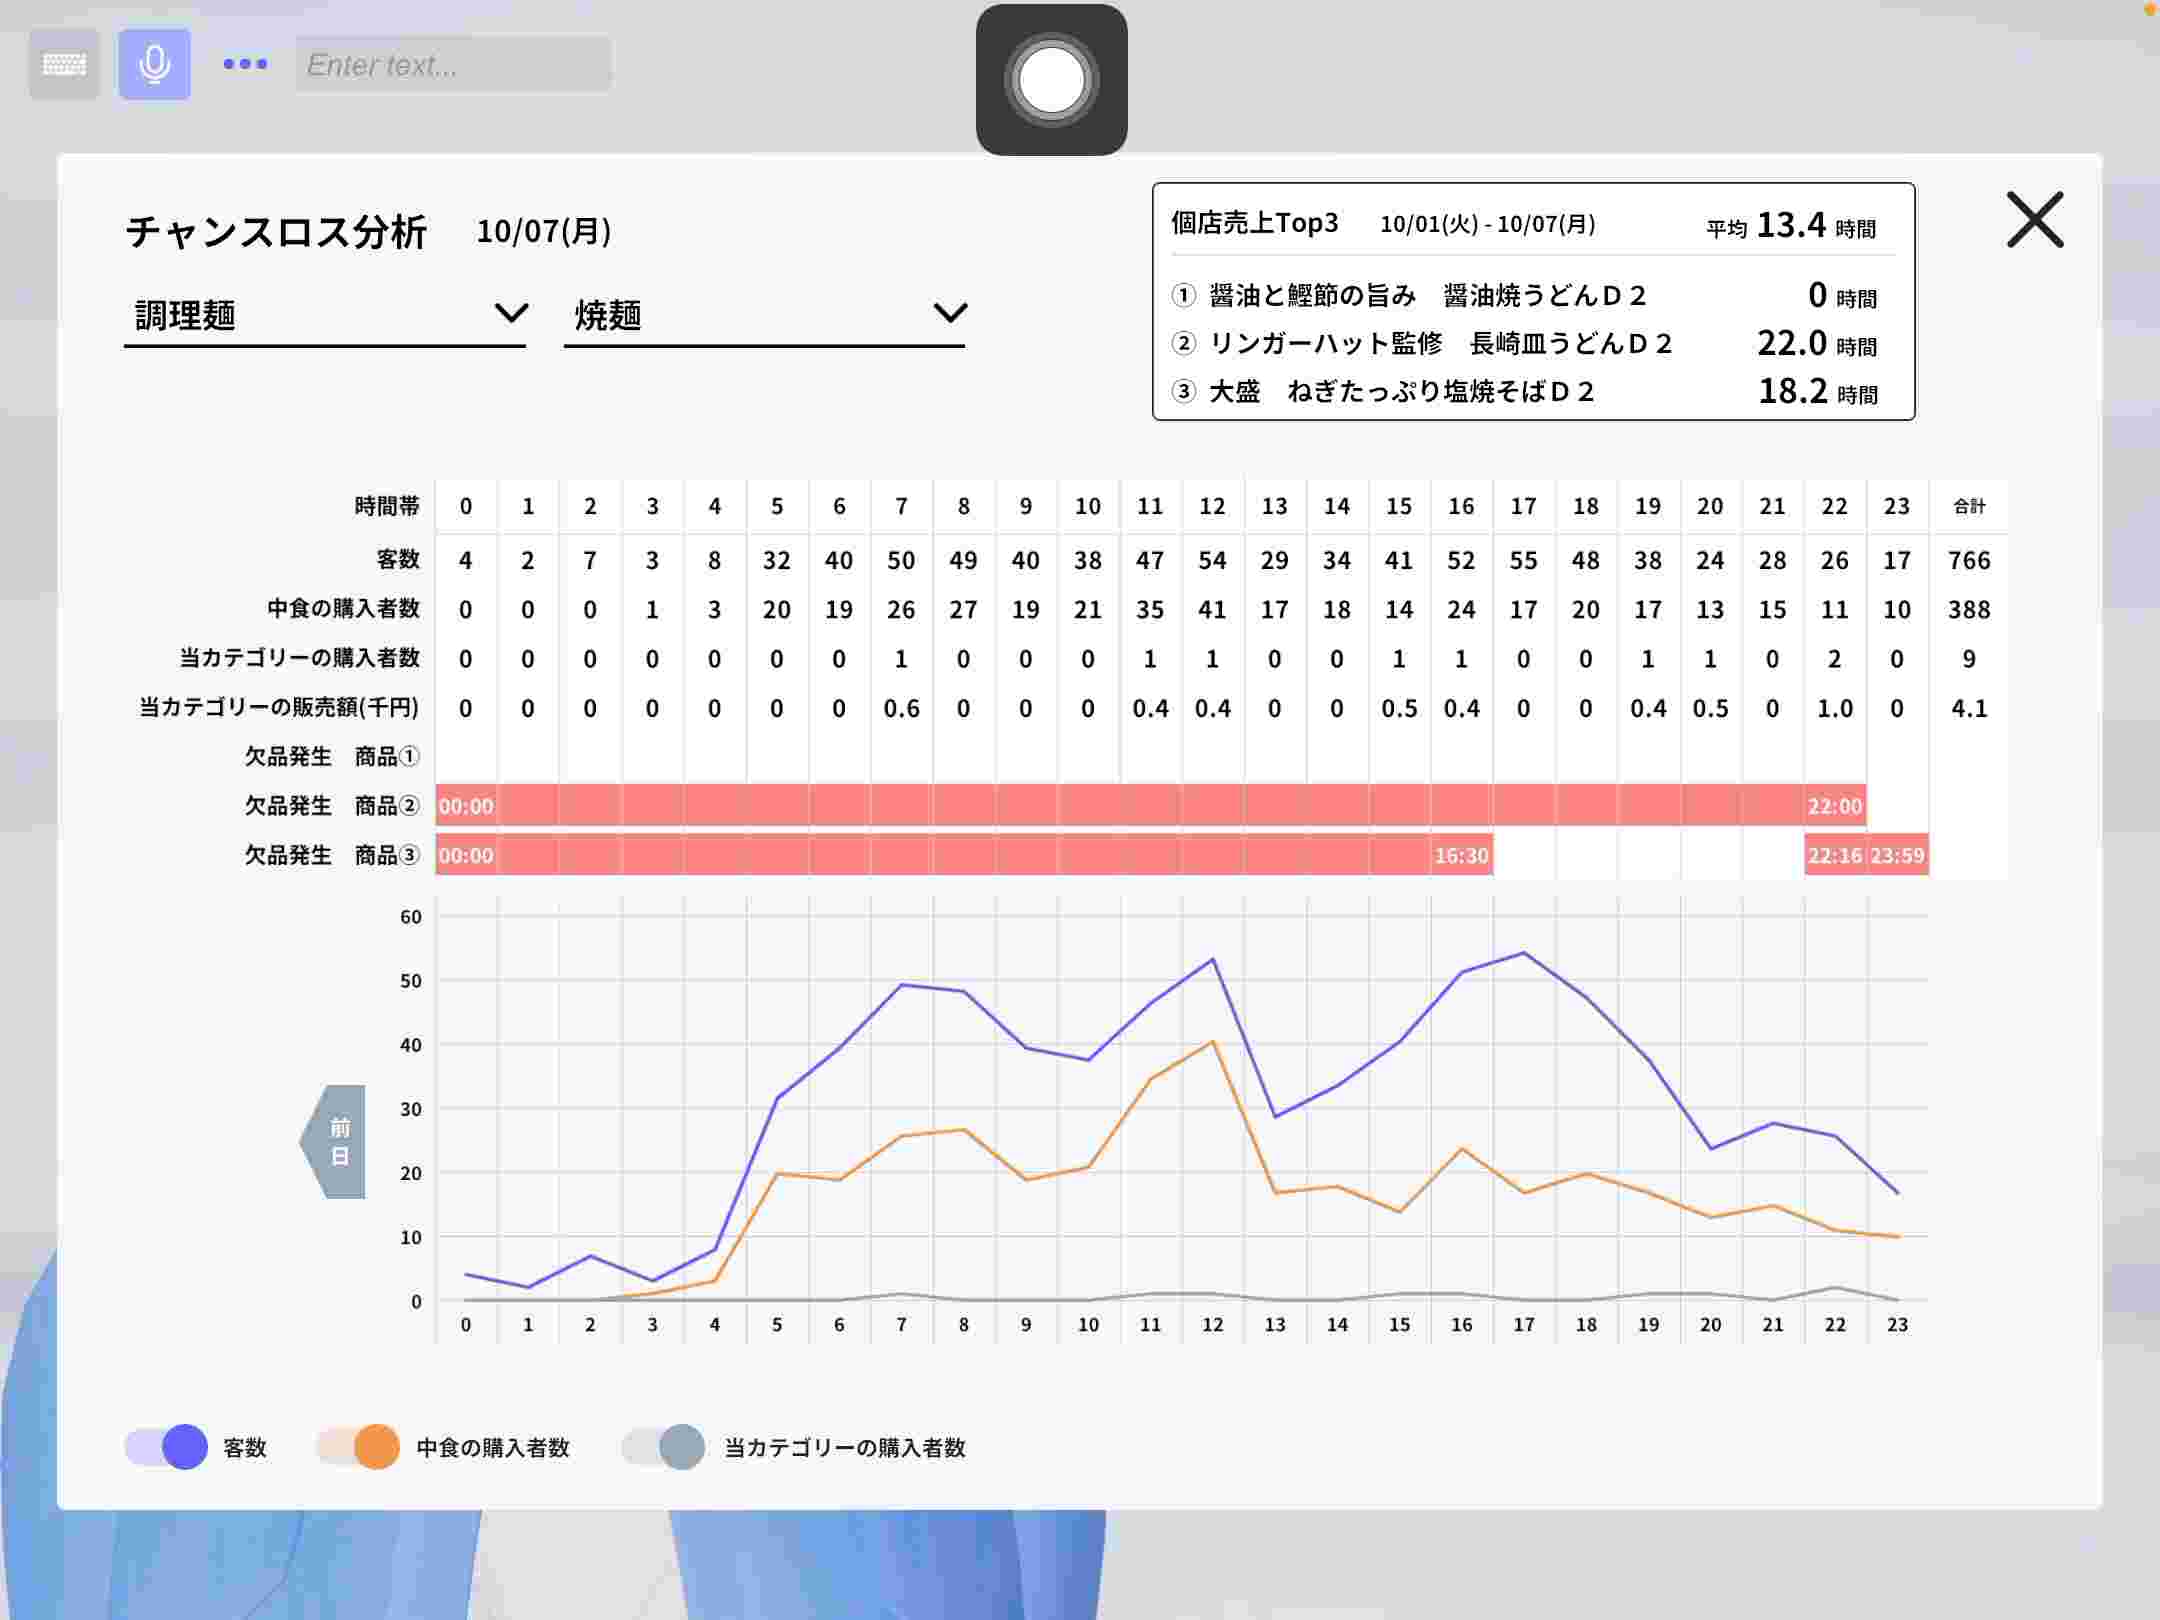 Enter text...
チャンスロス分析 10/07(月)
調理麺 焼麺
個店売上Top3 10/01(火) - 10/07(月) 平均 13.4 時間
① 醤油と鰹節の旨み 醤油焼うどんD2 0 時間
② リンガーハット監修 長崎皿うどんD2 22.0 時間
③ 大盛 ねぎたっぷり塩焼そばD2 18.2 時間
時間帯 0 1 2 3 4 5 6 7 8 9 10 11 12 13 14 15 16 17 18 19 20 21 22 23 合計
客数 4 2 7 3 8 32 40 50 49 40 38 47 54 29 34 41 52 55 48 38 24 28 26 17 766
中食の購入者数 0 0 0 1 3 20 19 26 27 19 21 35 41 17 18 14 24 17 20 17 13 15 11 10 388
当カテゴリーの購入者数 0 0 0 0 0 0 0 1 0 0 0 1 1 0 0 1 1 0 0 1 1 0 2 0 9
当カテゴリーの販売額(千円) 0 0 0 0 0 0 0 0.6 0 0 0 0.4 0.4 0 0 0.5 0.4 0 0 0.4 0.5 0 1.0 0 4.1
欠品発生 商品①
欠品発生 商品② 00:00 22:00
欠品発生 商品③ 00:00 16:30 22:16 23:59
60
50
40
30
20
10
0
前日
0 1 2 3 4 5 6 7 8 9 10 11 12 13 14 15 16 17 18 19 20 21 22 23
客数 中食の購入者数 当カテゴリーの購入者数